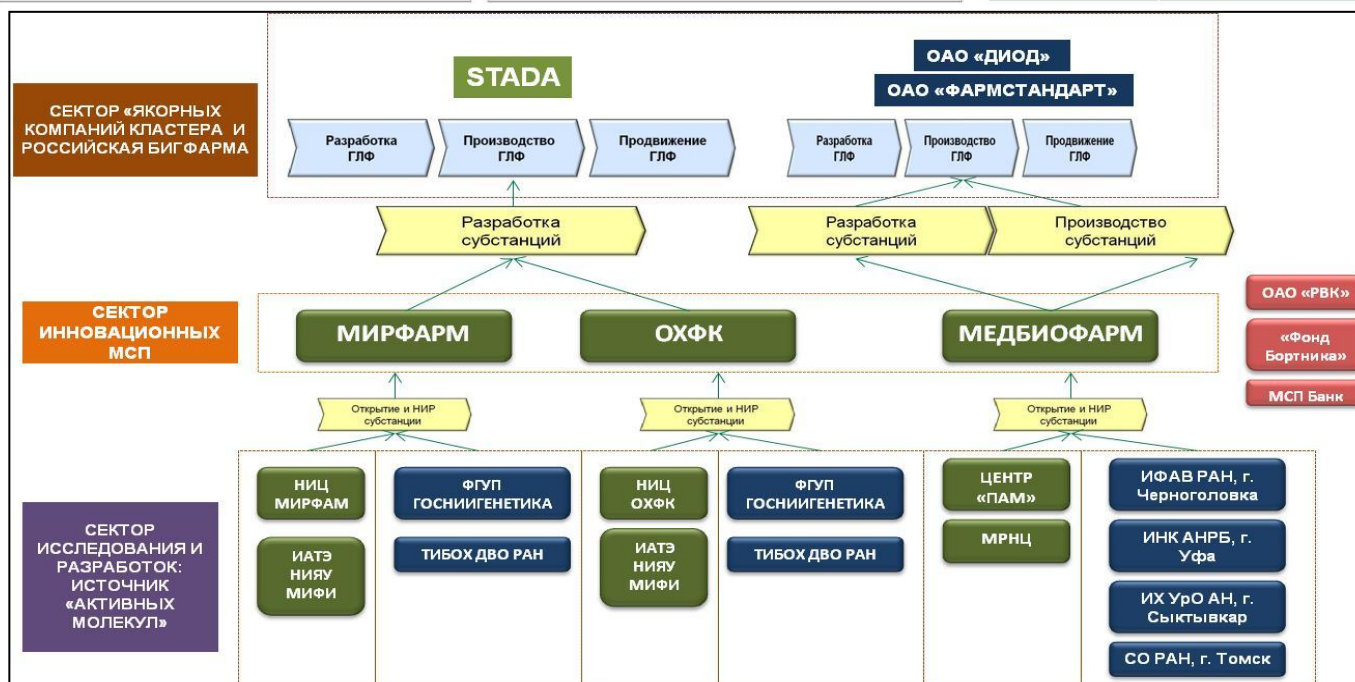 СЕКТОР «ЯКОРНЫХ
КОМПАНИЙ КЛАСТЕРА И
РОССИЙСКАЯ БИГФАРМА
STADA
ОАО «ДИОД»
ОАО «ФАРМСТАНДАРТ»
Разработка
ГЛФ
Производство
ГЛФ
Продвижение
ГЛФ
Разработка
ГЛФ
Производство
ГЛФ
Продвижение
ГЛФ
Разработка
субстанций
Разработка
субстанций
Производство
субстанций
СЕКТОР
ИННОВАЦИОННЫХ
МСП
МИРФАРМ
ОХФК
МЕДБИОФАРМ
ОАО «РВК»
«Фонд
Бортника»
МСП Банк
Открытие и НИР
субстанции
Открытие и НИР
субстанции
Открытие и НИР
субстанции
СЕКТОР
ИССЛЕДОВАНИЯ И
РАЗРАБОТОК:
ИСТОЧНИК
«АКТИВНЫХ
МОЛЕКУЛ»
НИЦ
МИРФАМ
ИАТЭ
НИЯУ
МИФИ
ФГУП
ГОСНИИГЕНЕТИКА
ТИБОХ ДВО РАН
НИЦ
ОХФК
ИАТЭ
НИЯУ
МИФИ
ФГУП
ГОСНИИГЕНЕТИКА
ТИБОХ ДВО РАН
ЦЕНТР
«ПАМ»
МРНЦ
ИФАВ РАН, г.
Черноголовка
ИНК АНРБ, г.
Уфа
ИХ УрО АН, г.
Сыктывкар
СО РАН, г. Томск